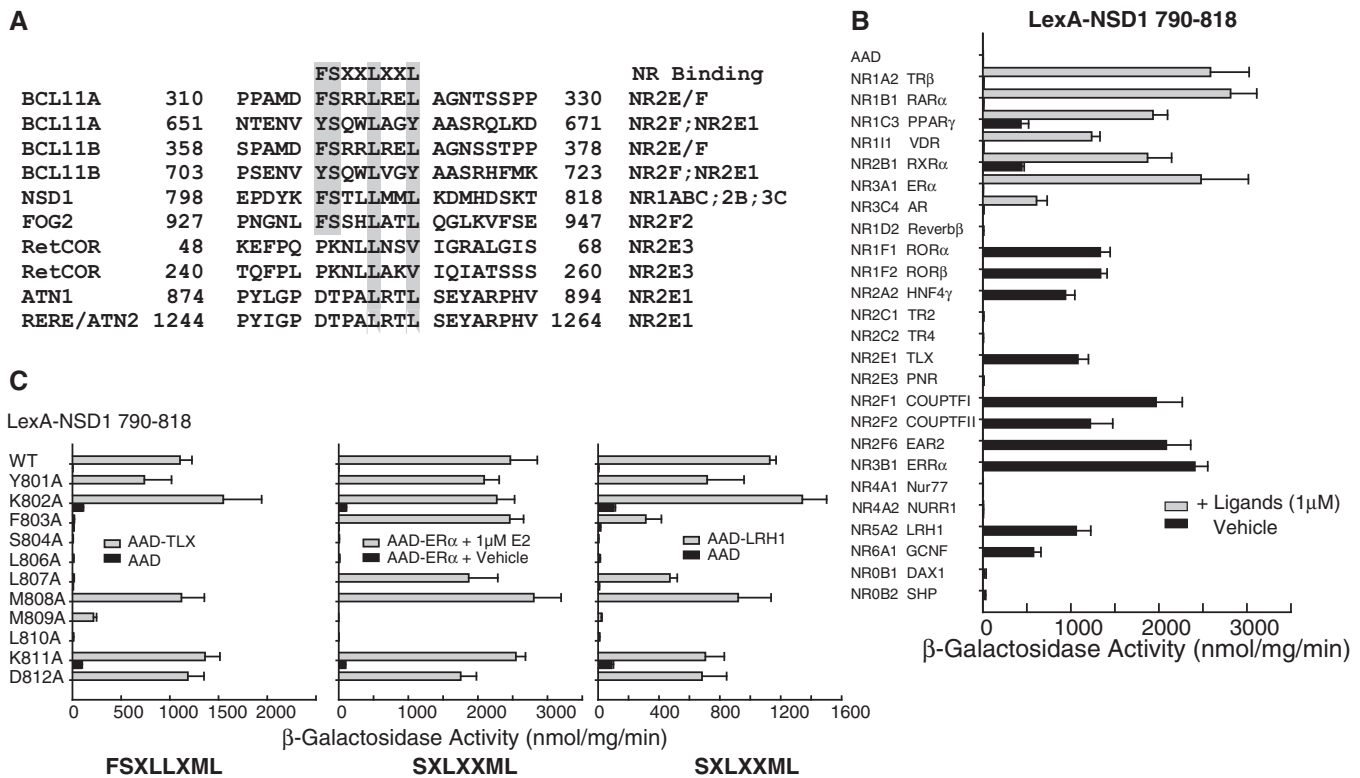 A
FSXXLXXL NR Binding
BCL11A 310 PPAMD FSRRLREL AGNTSSPP 330 NR2E/F
BCL11A 651 NTENV YSQWLAGY AASRQLKD 671 NR2F;NR2E1
BCL11B 358 SPAMD FSRRLREL AGNSSTPP 378 NR2E/F
BCL11B 703 PSENV YSQWLVGY AASRHFMK 723 NR2F;NR2E1
NSD1 798 EPDYK FSTLLMML KDMHDSKT 818 NR1ABC;2B;3C
FOG2 927 PNGNL FSSHLATL QGLKVFSE 947 NR2F2
RetCOR 48 KEFPQ PKNLLNSV IGRALGIS 68 NR2E3
RetCOR 240 TQFPL PKNLLAKV IQIATSSS 260 NR2E3
ATN1 874 PYLGP DTPALRTL SEYARPHV 894 NR2E1
RERE/ATN2 1244 PYIGP DTPALRTL SEYARPHV 1264 NR2E1
B
LexA-NSD1 790-818
AAD
NR1A2 TRβ
NR1B1 RARα
NR1C3 PPARγ
NR1I1 VDR
NR2B1 RXRα
NR3A1 ERα
NR3C4 AR
NR1D2 Reverbβ
NR1F1 RORα
NR1F2 RORβ
NR2A2 HNF4γ
NR2C1 TR2
NR2C2 TR4
NR2E1 TLX
NR2E3 PNR
NR2F1 COUPTFI
NR2F2 COUPTFII
NR2F6 EAR2
NR3B1 ERRα
NR4A1 Nur77
NR4A2 NURR1
NR5A2 LRH1
NR6A1 GCNF
NR0B1 DAX1
NR0B2 SHP
+ Ligands (1μM)
Vehicle
0 1000 2000 3000
β-Galactosidase Activity (nmol/mg/min)
C
LexA-NSD1 790-818
WT
Y801A
K802A
F803A
S804A
L806A
L807A
M808A
M809A
L810A
K811A
D812A
AAD-TLX
AAD
0 500 1000 1500 2000
AAD-ERα + 1μM E2
AAD-ERα + Vehicle
0 1000 2000 3000
AAD-LRH1
AAD
0 400 800 1200 1600
β-Galactosidase Activity (nmol/mg/min)
FSXLLXML SXLXXML SXLXXML